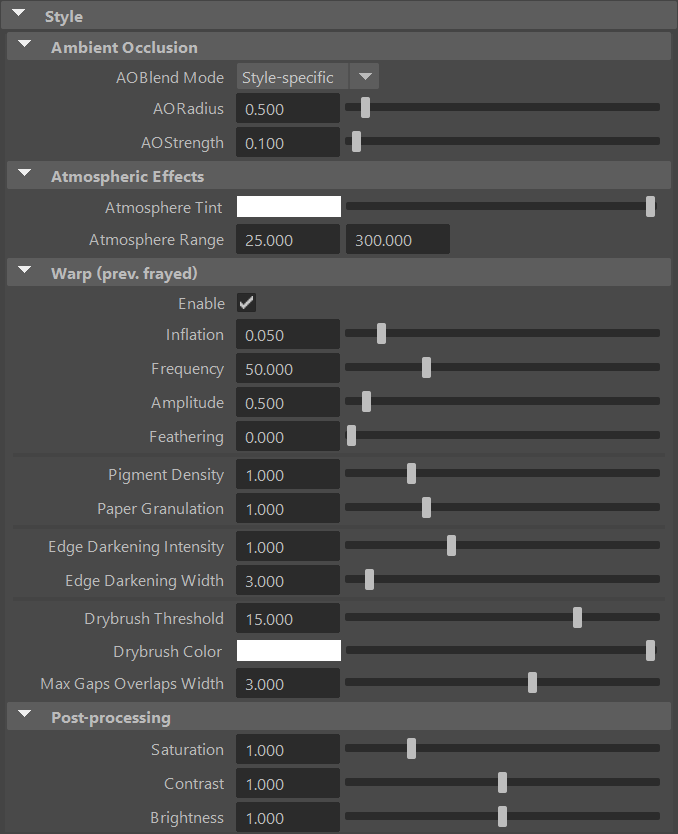 Style
Ambient Occlusion
AOBlend Mode Style-specific
AORadius 0.500
AOStrength 0.100
Atmospheric Effects
Atmosphere Tint
Atmosphere Range 25.000 300.000
Warp (prev. frayed)
Enable
Inflation 0.050
Frequency 50.000
Amplitude 0.500
Feathering 0.000
Pigment Density 1.000
Paper Granulation 1.000
Edge Darkening Intensity 1.000
Edge Darkening Width 3.000
Drybrush Threshold 15.000
Drybrush Color
Max Gaps Overlaps Width 3.000
Post-processing
Saturation 1.000
Contrast 1.000
Brightness 1.000